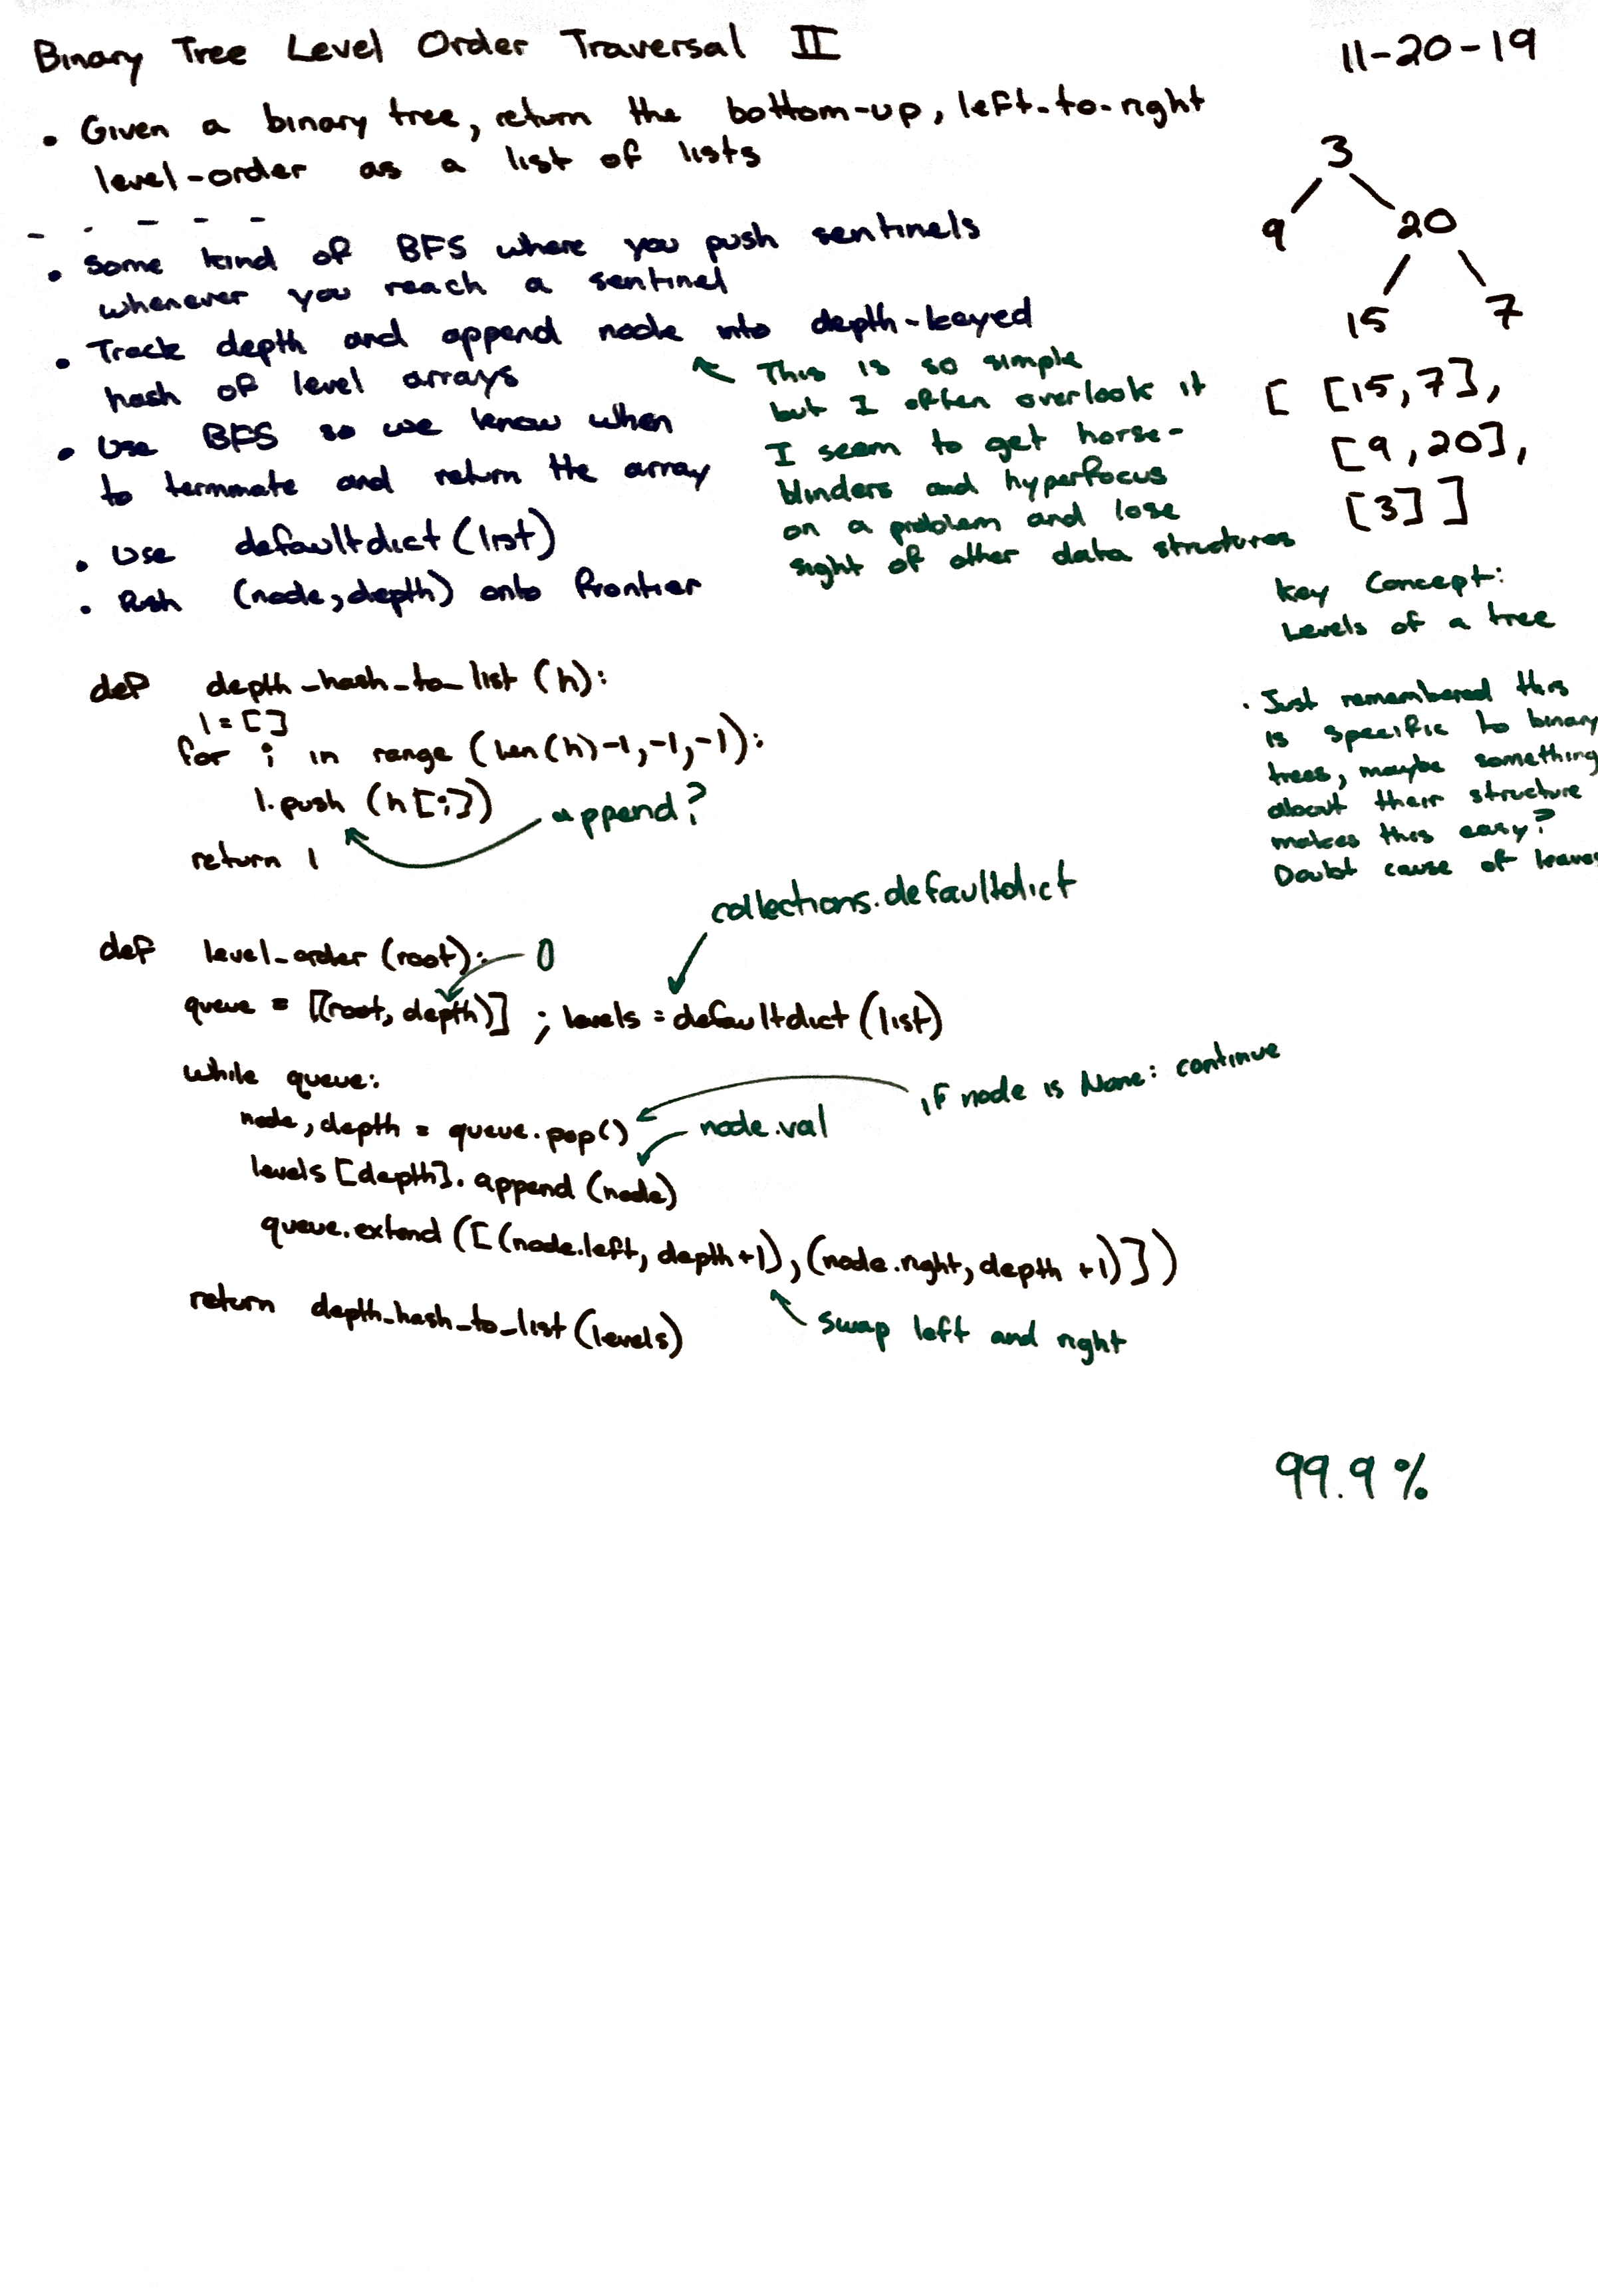 Binary Tree Level Order Traversal II
11-20-19
• Given a binary tree, return the bottom-up, left-to-right
level-order as a list of lists
- - - - -
• Some kind of BFS where you push sentinels
whenever you reach a sentinel
• Track depth and append node into depth-keyed
hash of level arrays
• Use BFS so we know when
to terminate and return the array
• Use defaultdict(list)
• Push (node, depth) onto frontier
This is so simple
but I often overlook it
I seem to get horse-
blinders and hyperfocus
on a problem and lose
sight of other data structures
3
9 20
15 7
[ [15, 7],
[9, 20],
[3] ]
Key Concept:
Levels of a tree
• Just remembered this
is specific to binary
trees, maybe something
about their structure
makes this easy?
Doubt cause of leaves
def depth_hash_to_list (h):
l = []
for i in range (len(h)-1, -1, -1):
l.push (h[i])
append?
return l
collections.defaultdict
def level_order (root):
0
queue = [(root, depth)] ; levels = defaultdict (list)
while queue:
if node is None: continue
node, depth = queue.pop()
node.val
levels [depth]. append (node)
queue.extend ([(node.left, depth+1), (node.right, depth +1)])
return depth_hash_to_list (levels)
Swap left and right
99.9%